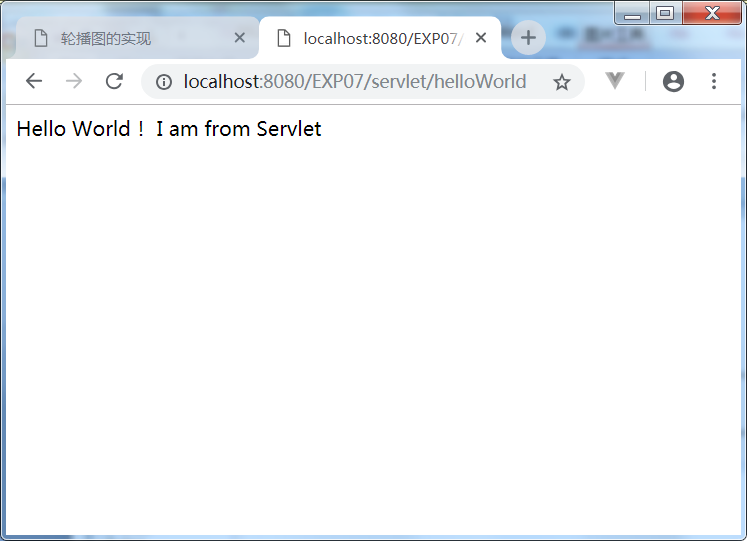 轮播图的实现
localhost:8080/EXP07/
localhost:8080/EXP07/servlet/helloWorld
Hello World！ I am from Servlet